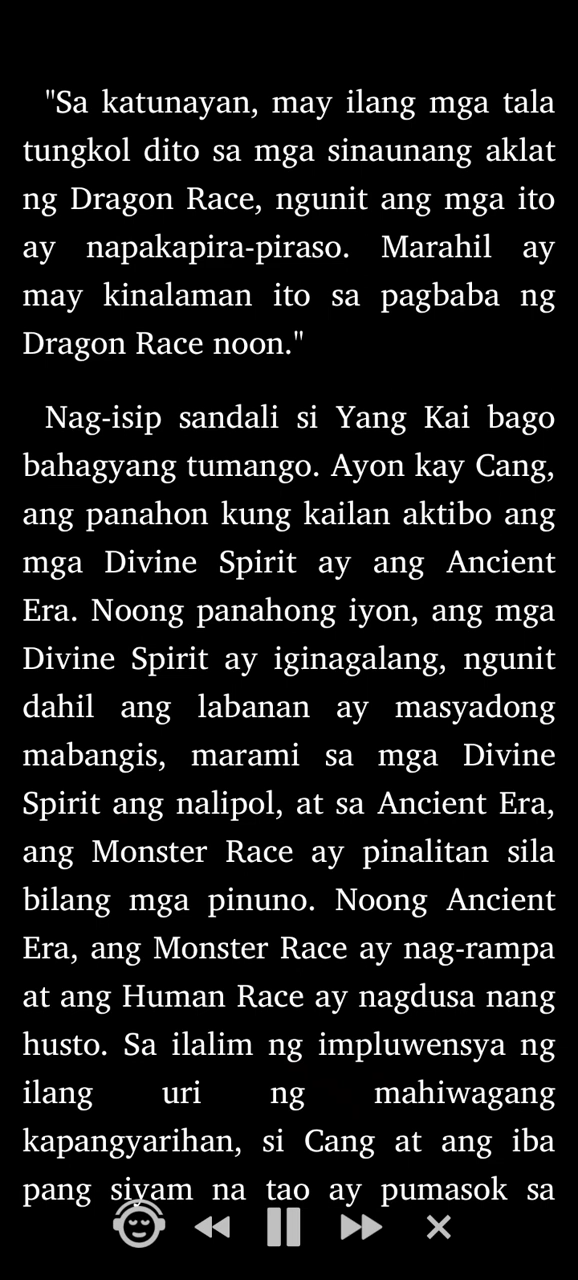 "Sa katunayan, may ilang mga tala
tungkol dito sa mga sinaunang aklat
ng Dragon Race, ngunit ang mga ito
ay napakapira-piraso. Marahil ay
may kinalaman ito sa pagbaba ng
Dragon Race noon."
Nag-isip sandali si Yang Kai bago
bahagyang tumango. Ayon kay Cang,
ang panahon kung kailan aktibo ang
mga Divine Spirit ay ang Ancient
Era. Noong panahong iyon, ang mga
Divine Spirit ay iginagalang, ngunit
dahil ang labanan ay masyadong
mabangis, marami sa mga Divine
Spirit ang nalipol, at sa Ancient Era,
ang Monster Race ay pinalitan sila
bilang mga pinuno. Noong Ancient
Era, ang Monster Race ay nag-rampa
at ang Human Race ay nagdusa nang
husto. Sa ilalim ng impluwensya ng
ilang uri ng mahiwagang
kapangyarihan, si Cang at ang iba
pang siyam na tao ay pumasok sa